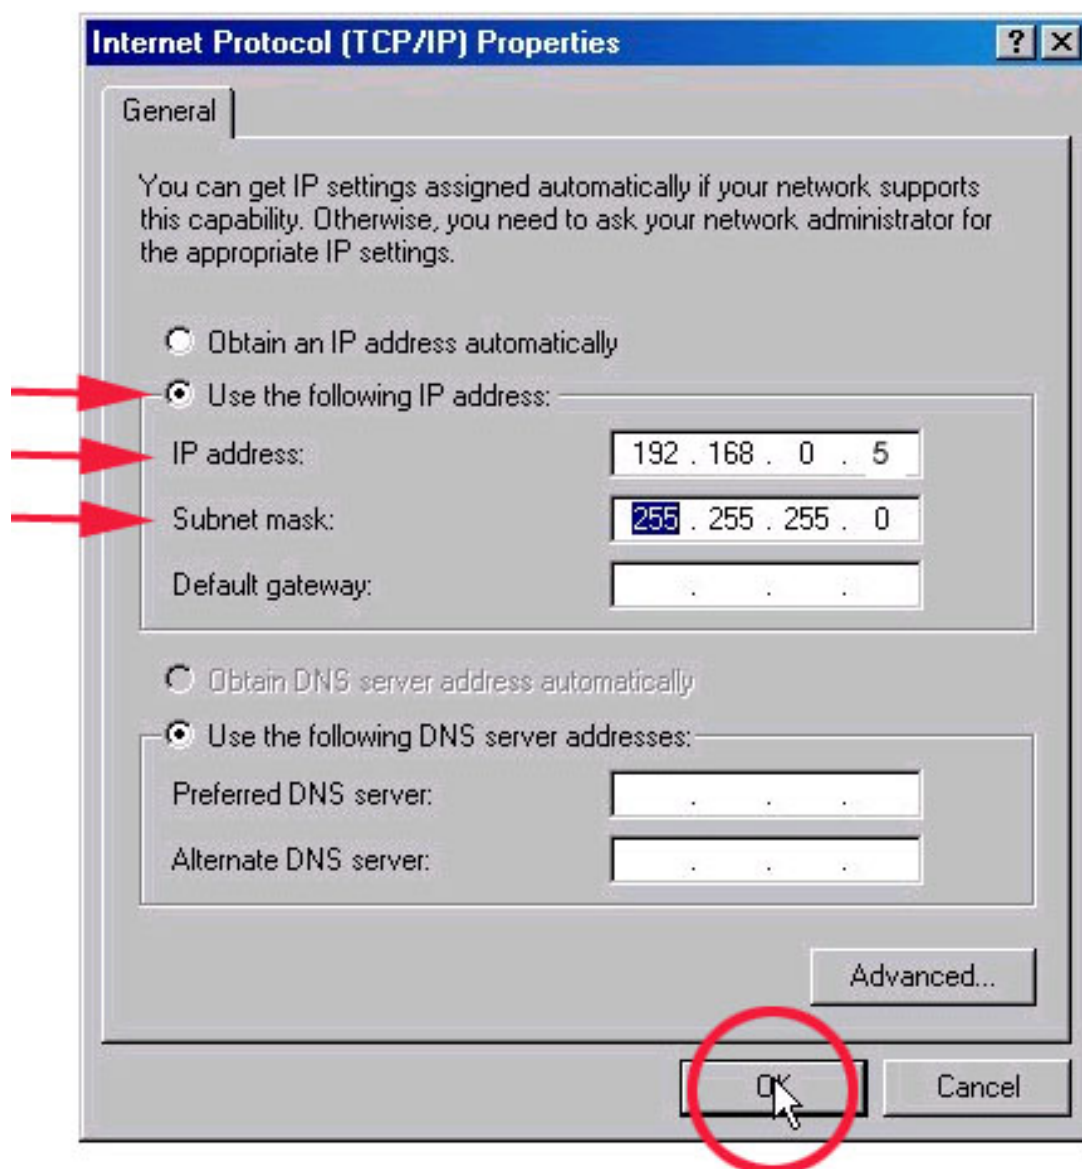 Internet Protocol (TCP/IP) Properties
General
You can get IP settings assigned automatically if your network supports
this capability. Otherwise, you need to ask your network administrator for
the appropriate IP settings.
Obtain an IP address automatically
Use the following IP address:
IP address: 192 . 168 . 0 . 5
Subnet mask: 255 . 255 . 255 . 0
Default gateway: . . .
Obtain DNS server address automatically
Use the following DNS server addresses:
Preferred DNS server: . . .
Alternate DNS server: . . .
Advanced...
OK Cancel